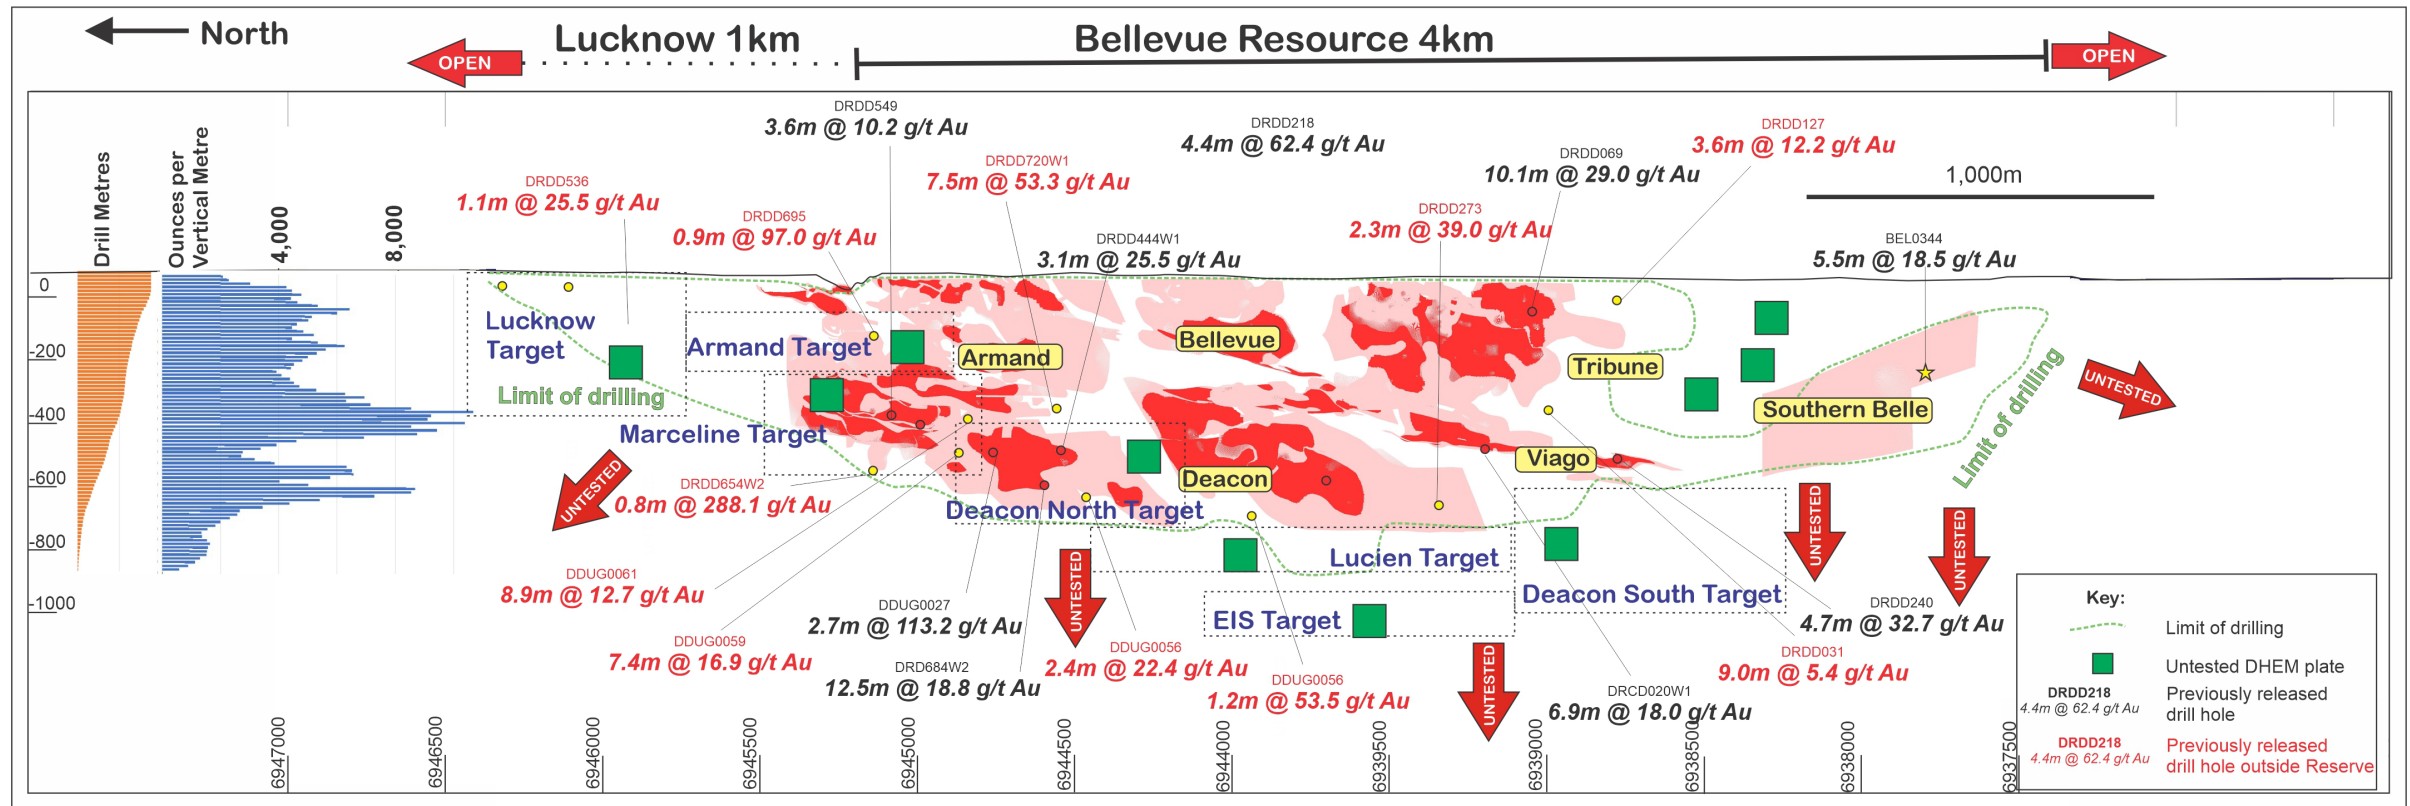 North
Lucknow 1km
Bellevue Resource 4km
OPEN
OPEN
Drill Metres
Ounces per
Vertical Metre
4,000
8,000
DRDD549
3.6m @ 10.2 g/t Au
DRDD218
4.4m @ 62.4 g/t Au
DRDD127
3.6m @ 12.2 g/t Au
DRDD720W1
7.5m @ 53.3 g/t Au
DRDD069
10.1m @ 29.0 g/t Au
1,000m
DRDD536
1.1m @ 25.5 g/t Au
DRDD695
0.9m @ 97.0 g/t Au
DRDD273
2.3m @ 39.0 g/t Au
DRDD444W1
3.1m @ 25.5 g/t Au
BEL0344
5.5m @ 18.5 g/t Au
0
-200
-400
-600
-800
-1000
Lucknow
Target
Armand Target
Armand
Bellevue
Tribune
Limit of drilling
Southern Belle
Limit of drilling
UNTESTED
Marceline Target
Viago
Deacon
UNTESTED
DRDD654W2
0.8m @ 288.1 g/t Au
Deacon North Target
UNTESTED
UNTESTED
UNTESTED
Lucien Target
Deacon South Target
EIS Target
DDUG0061
8.9m @ 12.7 g/t Au
DDUG0027
2.7m @ 113.2 g/t Au
DRDD240
4.7m @ 32.7 g/t Au
DDUG0059
7.4m @ 16.9 g/t Au
DRD684W2
12.5m @ 18.8 g/t Au
DDUG0056
2.4m @ 22.4 g/t Au
DDUG0056
1.2m @ 53.5 g/t Au
UNTESTED
DRDD031
9.0m @ 5.4 g/t Au
DRCD020W1
6.9m @ 18.0 g/t Au
Key:
Limit of drilling
Untested DHEM plate
DRDD218
4.4m @ 62.4 g/t Au
Previously released
drill hole
DRDD218
4.4m @ 62.4 g/t Au
Previously released
drill hole outside Reserve
6947000
6946500
6946000
6945500
6945000
6944500
6944000
6939500
6939000
6938500
6938000
6937500